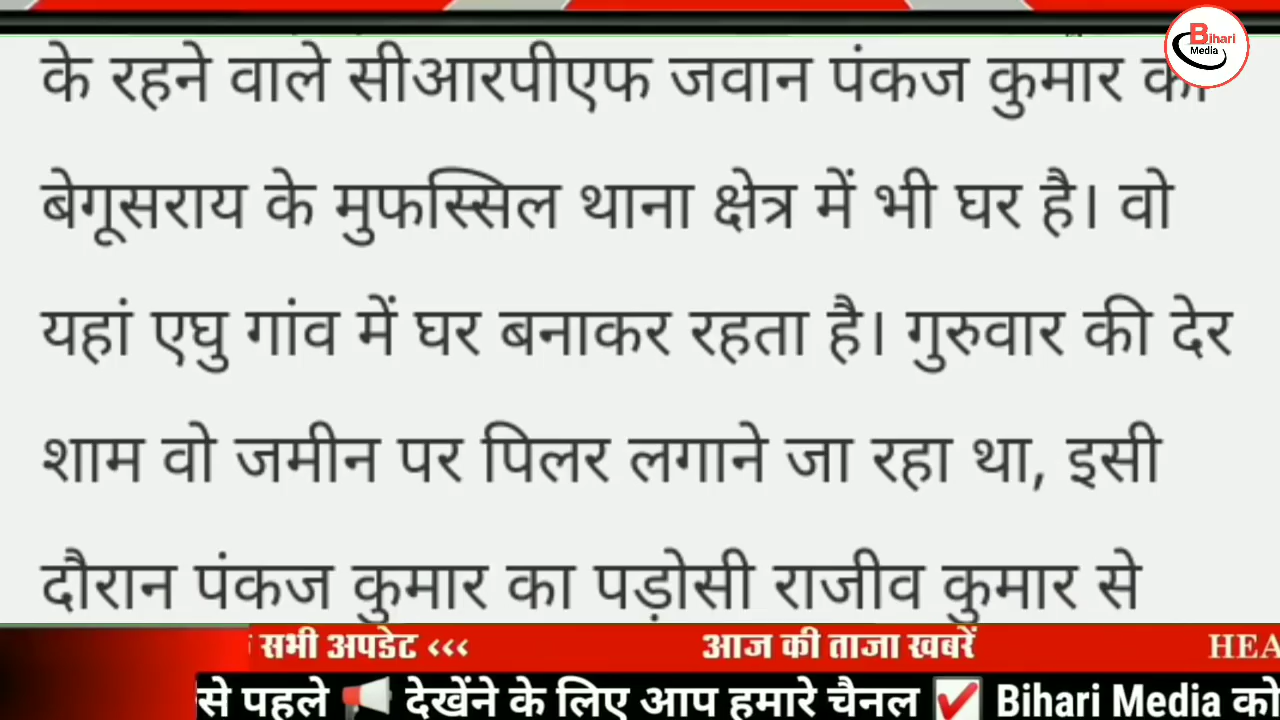 Bihari
Media
के रहने वाले सीआरपीएफ जवान पंकज कुमार का
बेगूसराय के मुफस्सिल थाना क्षेत्र में भी घर है। वो
यहां एघु गांव में घर बनाकर रहता है। गुरुवार की देर
शाम वो जमीन पर पिलर लगाने जा रहा था, इसी
दौरान पंकज कुमार का पड़ोसी राजीव कुमार से
सभी अपडेट <<< आज की ताजा खबरें HEA
से पहले 📢 देखेंने के लिए आप हमारे चैनल ✔ Bihari Media को